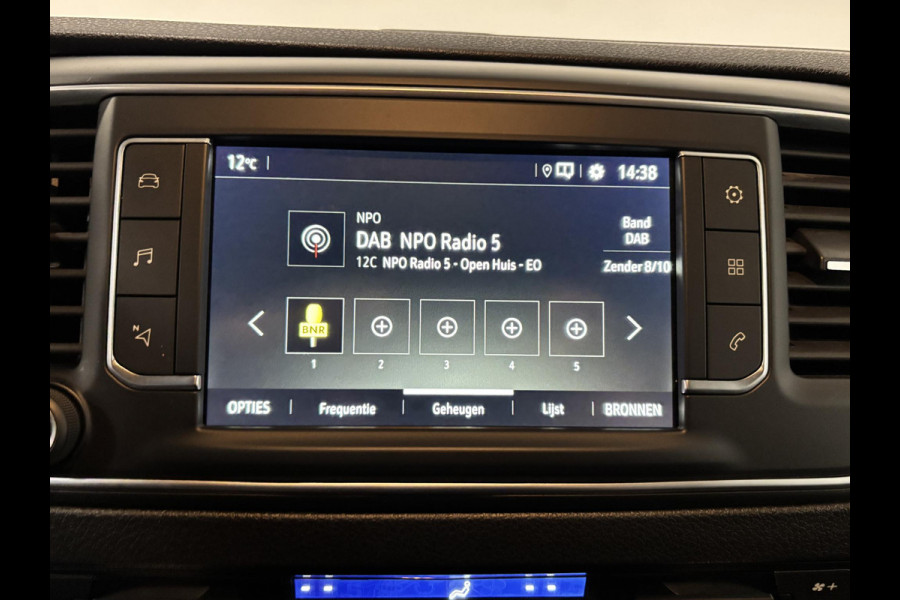 12°C 14:38
NPO
DAB NPO Radio 5
12C NPO Radio 5 - Open Huis - EO
Band
DAB
Zender 8/10
BNR
1 2 3 4 5
OPTIES Frequentie Geheugen Lijst BRONNEN
N